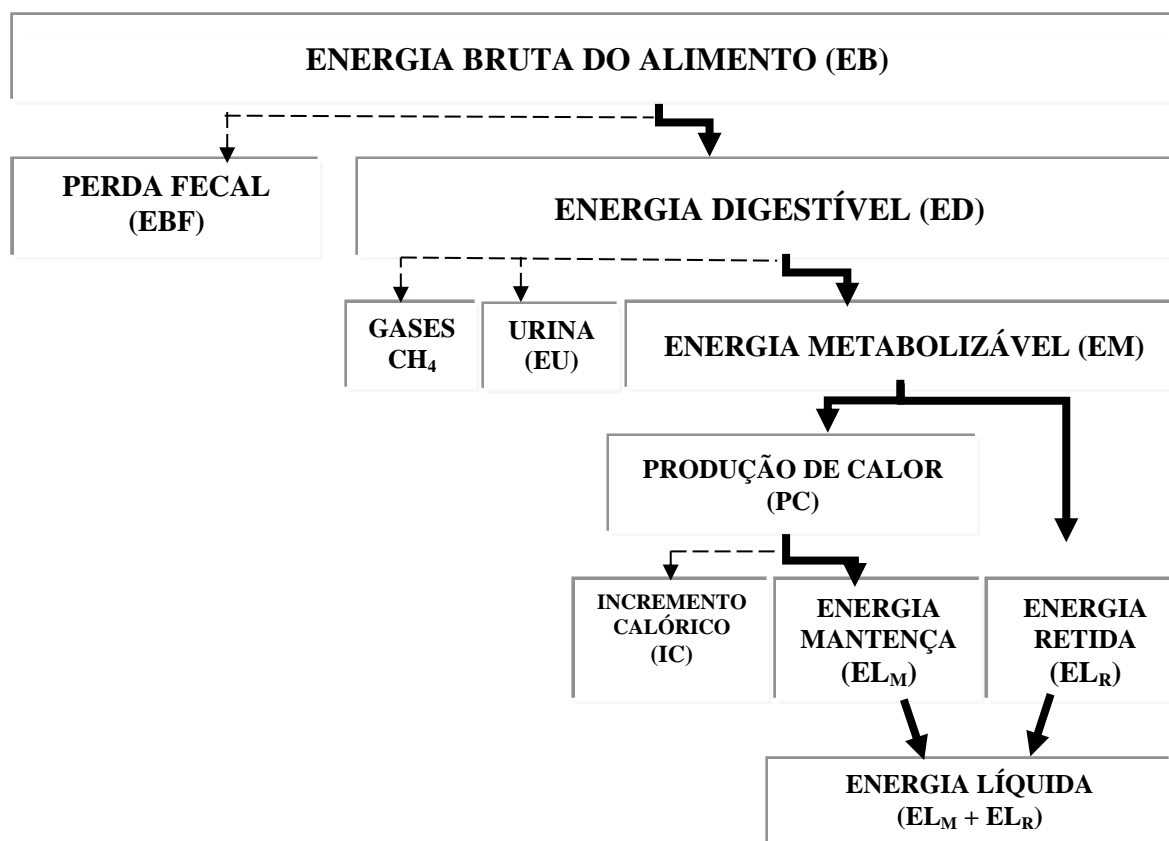 ENERGIA BRUTA DO ALIMENTO (EB)
PERDA FECAL
(EBF)
ENERGIA DIGESTÍVEL (ED)
GASES
CH₄
URINA
(EU)
ENERGIA METABOLIZÁVEL (EM)
PRODUÇÃO DE CALOR
(PC)
INCREMENTO
CALÓRICO
(IC)
ENERGIA
MANTENÇA
(ELM)
ENERGIA
RETIDA
(ELR)
ENERGIA LÍQUIDA
(ELM + ELR)